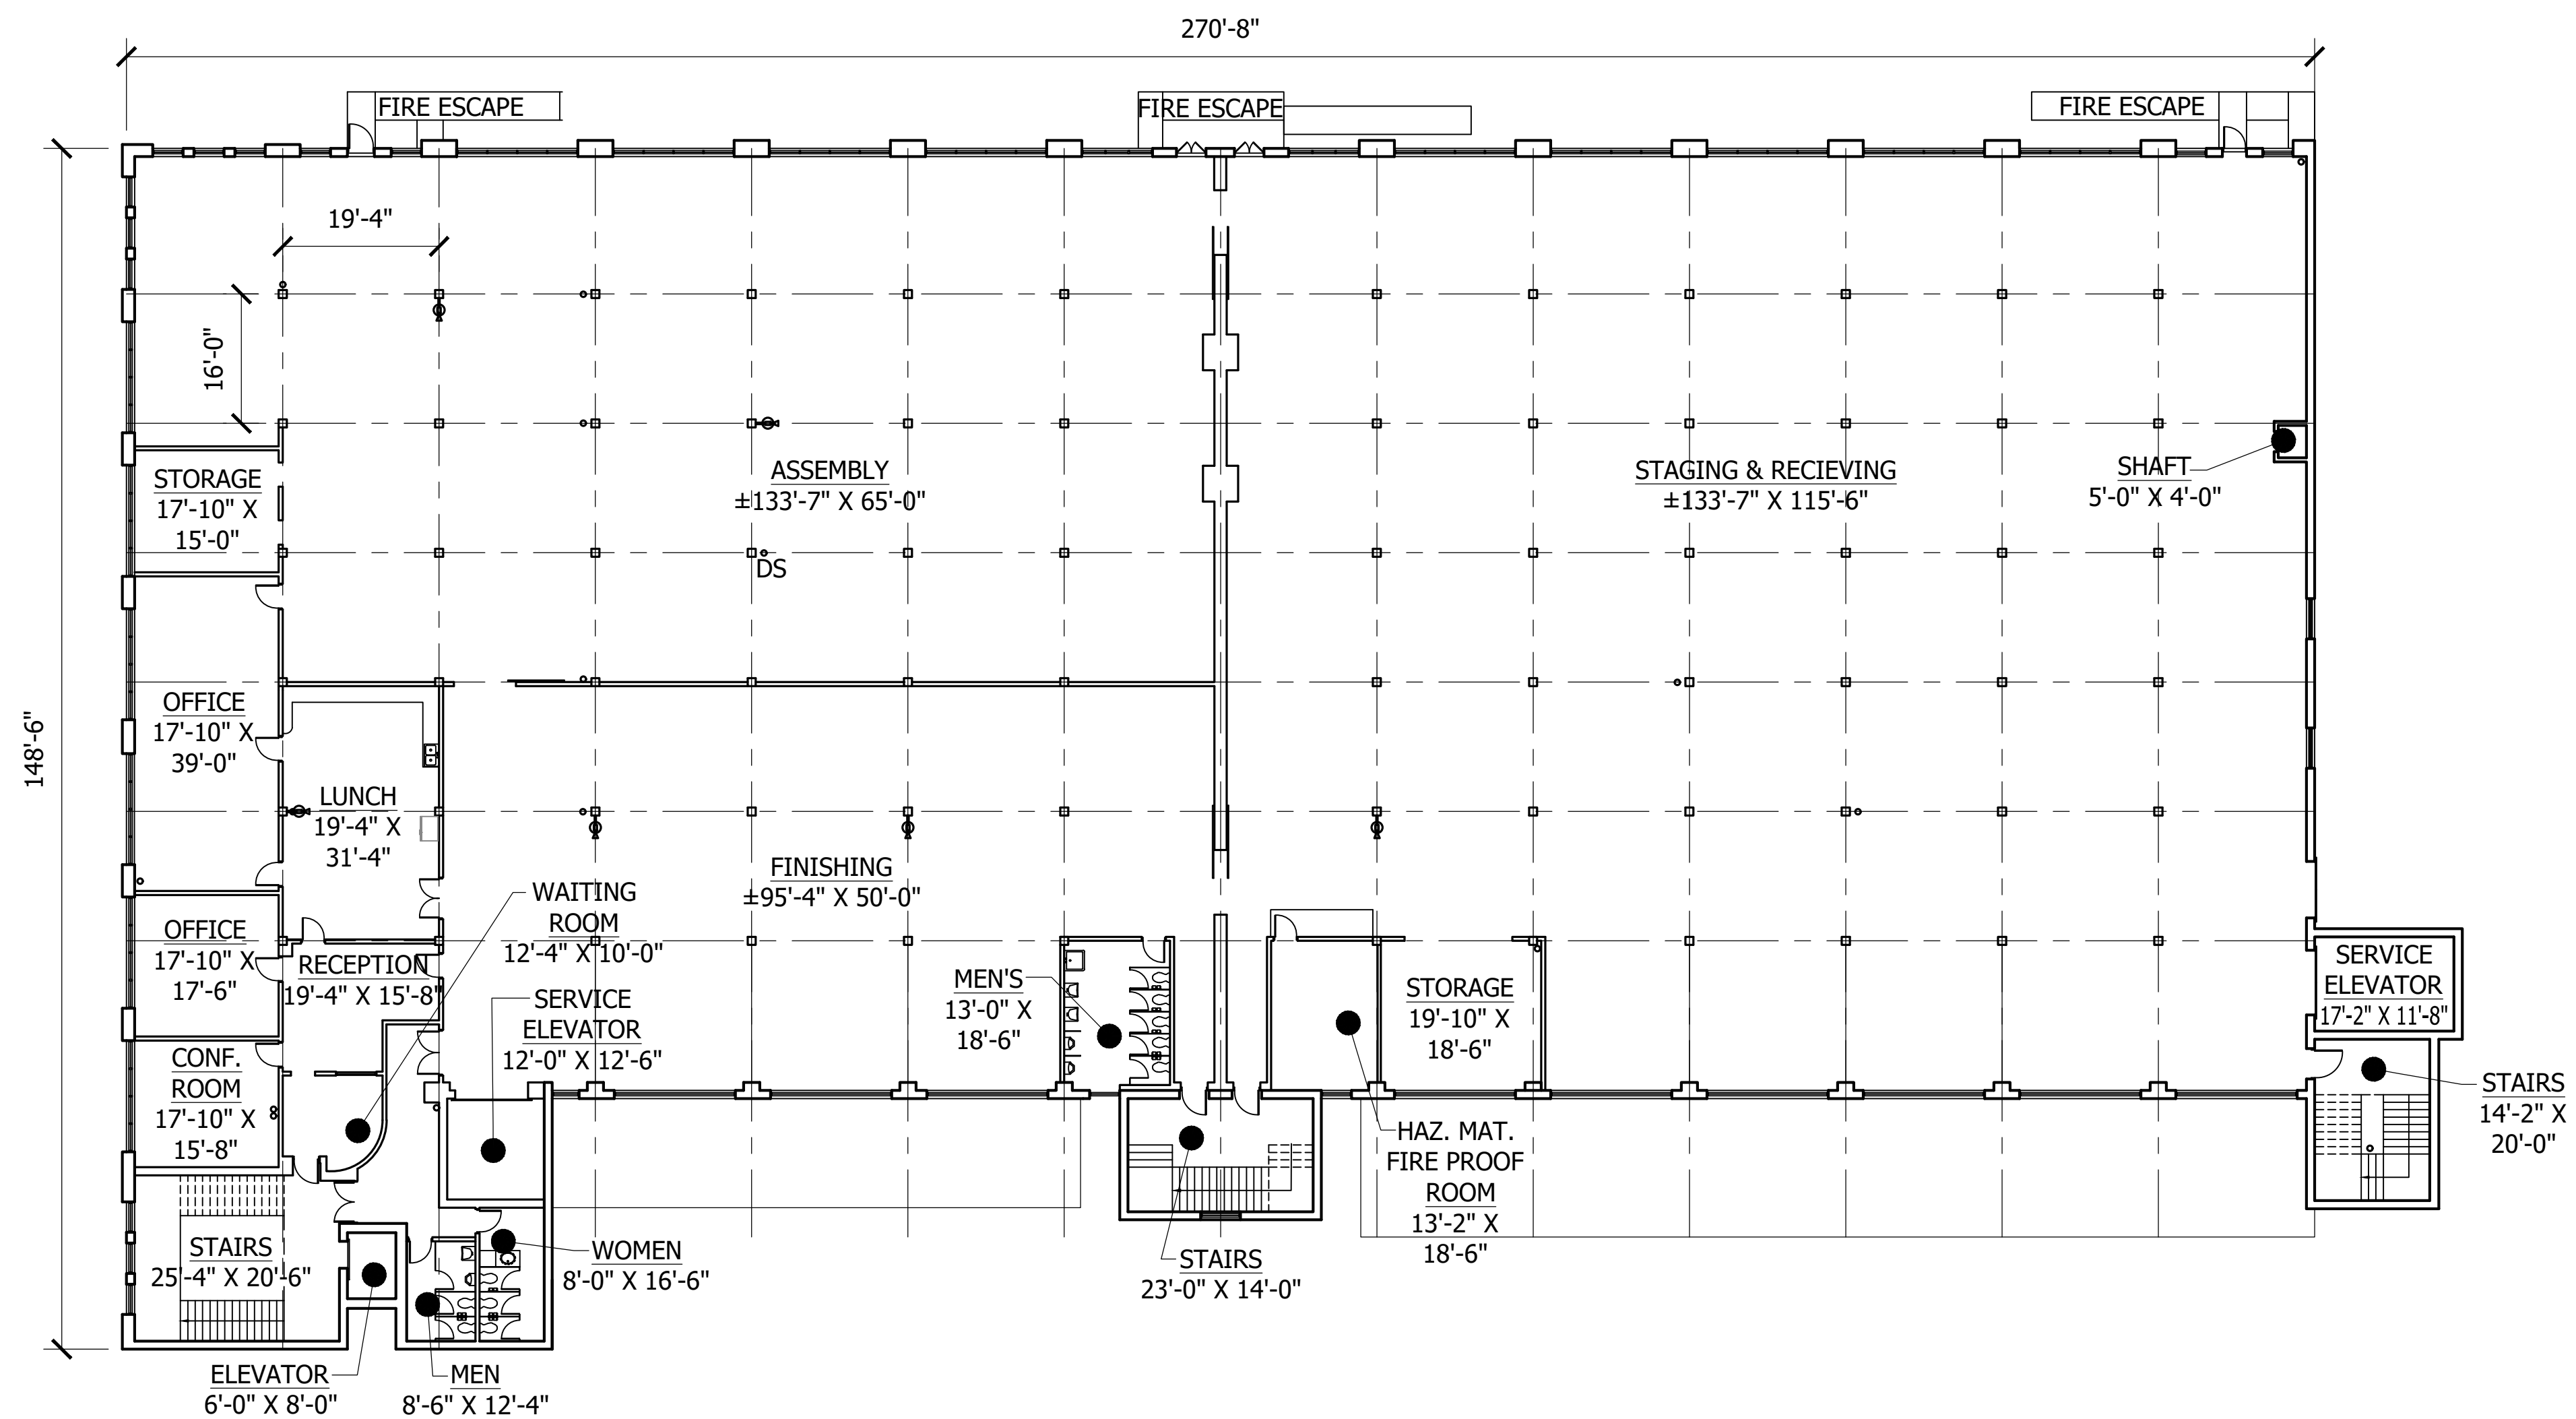 270'-8"
FIRE ESCAPE
FIRE ESCAPE
FIRE ESCAPE
19'-4"
16'-0"
148'-6"
STORAGE
17'-10" X
15'-0"
ASSEMBLY
±133'-7" X 65'-0"
DS
STAGING & RECIEVING
±133'-7" X 115'-6"
SHAFT
5'-0" X 4'-0"
OFFICE
17'-10" X
39'-0"
LUNCH
19'-4" X
31'-4"
FINISHING
±95'-4" X 50'-0"
WAITING
ROOM
12'-4" X 10'-0"
OFFICE
17'-10" X
17'-6"
RECEPTION
19'-4" X 15'-8"
SERVICE
ELEVATOR
12'-0" X 12'-6"
MEN'S
13'-0" X
18'-6"
STORAGE
19'-10" X
18'-6"
SERVICE
ELEVATOR
17'-2" X 11'-8"
CONF.
ROOM
17'-10" X
15'-8"
STAIRS
14'-2" X
20'-0"
HAZ. MAT.
FIRE PROOF
ROOM
13'-2" X
18'-6"
STAIRS
25'-4" X 20'-6"
WOMEN
8'-0" X 16'-6"
STAIRS
23'-0" X 14'-0"
ELEVATOR
6'-0" X 8'-0"
MEN
8'-6" X 12'-4"